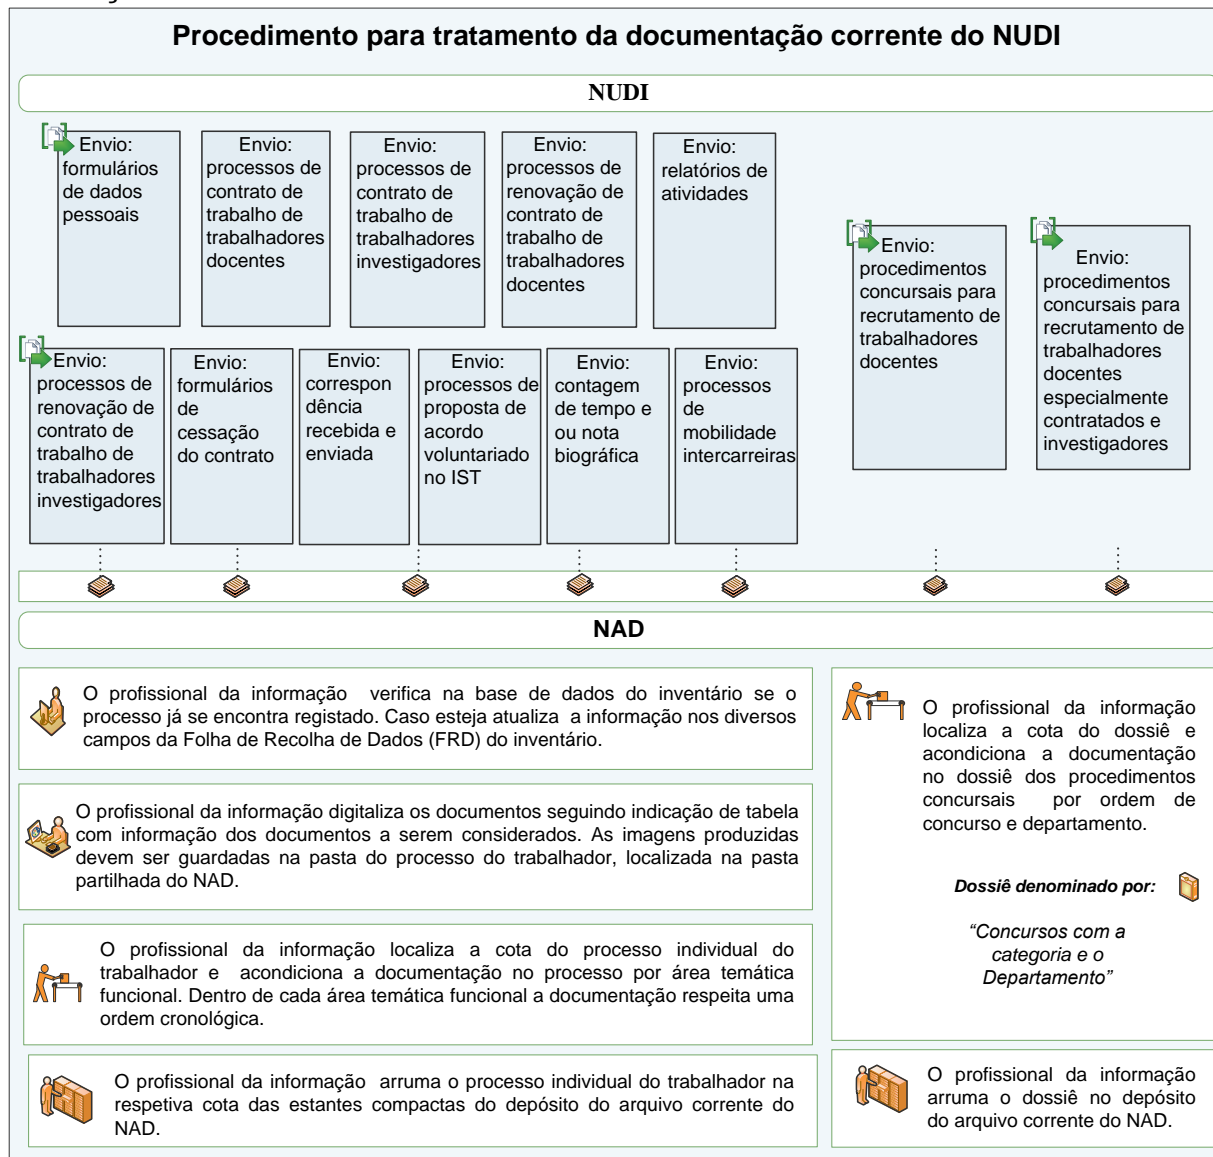 Procedimento para tratamento da documentação corrente do NUDI
NUDI
Envio:
formulários
de dados
pessoais
Envio:
processos de
contrato de
trabalho de
trabalhadores
docentes
Envio:
processos de
contrato de
trabalho de
trabalhadores
investigadores
Envio:
processos de
renovação de
contrato de
trabalho de
trabalhadores
docentes
Envio:
relatórios de
atividades
Envio:
procedimentos
concursais para
recrutamento de
trabalhadores
docentes
Envio:
procedimentos
concursais para
recrutamento de
trabalhadores
docentes
especialmente
contratados e
investigadores
Envio:
processos de
renovação de
contrato de
trabalho de
trabalhadores
investigadores
Envio:
formulários
de
cessação
do contrato
Envio:
correspon
dência
recebida e
enviada
Envio:
processos de
proposta de
acordo
voluntariado
no IST
Envio:
contagem
de tempo e
ou nota
biográfica
Envio:
processos
de
mobilidade
intercarreiras
NAD
O profissional da informação verifica na base de dados do inventário se o
processo já se encontra registado. Caso esteja atualiza a informação nos diversos
campos da Folha de Recolha de Dados (FRD) do inventário.
O profissional da informação digitaliza os documentos seguindo indicação de tabela
com informação dos documentos a serem considerados. As imagens produzidas
devem ser guardadas na pasta do processo do trabalhador, localizada na pasta
partilhada do NAD.
O profissional da informação localiza a cota do processo individual do
trabalhador e acondiciona a documentação no processo por área temática
funcional. Dentro de cada área temática funcional a documentação respeita uma
ordem cronológica.
O profissional da informação arruma o processo individual do trabalhador na
respetiva cota das estantes compactas do depósito do arquivo corrente do
NAD.
O profissional da informação
localiza a cota do dossiê e
acondiciona a documentação
no dossiê dos procedimentos
concursais por ordem de
concurso e departamento.
Dossiê denominado por:
“Concursos com a
categoria e o
Departamento”
O profissional da informação
arruma o dossiê no depósito
do arquivo corrente do NAD.